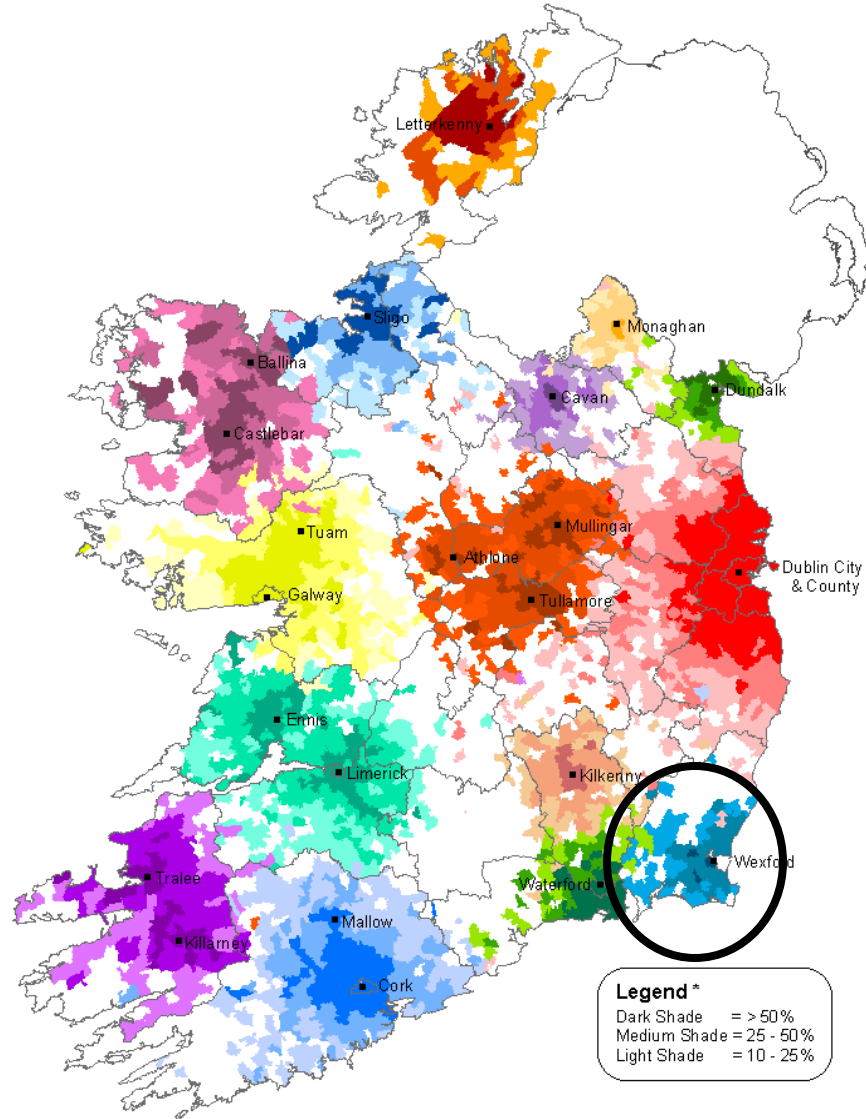 Letterkenny
Sligo
Monaghan
Ballina
Cavan
Dundalk
Castlebar
Tuam
Mullingar
Athlone
Dublin City
& County
Galway
Tullamore
Ennis
Limerick
Kilkenny
Wexford
Tralee
Waterford
Mallow
Killarney
Cork
Legend *
Dark Shade = > 50%
Medium Shade = 25 - 50%
Light Shade = 10 - 25%